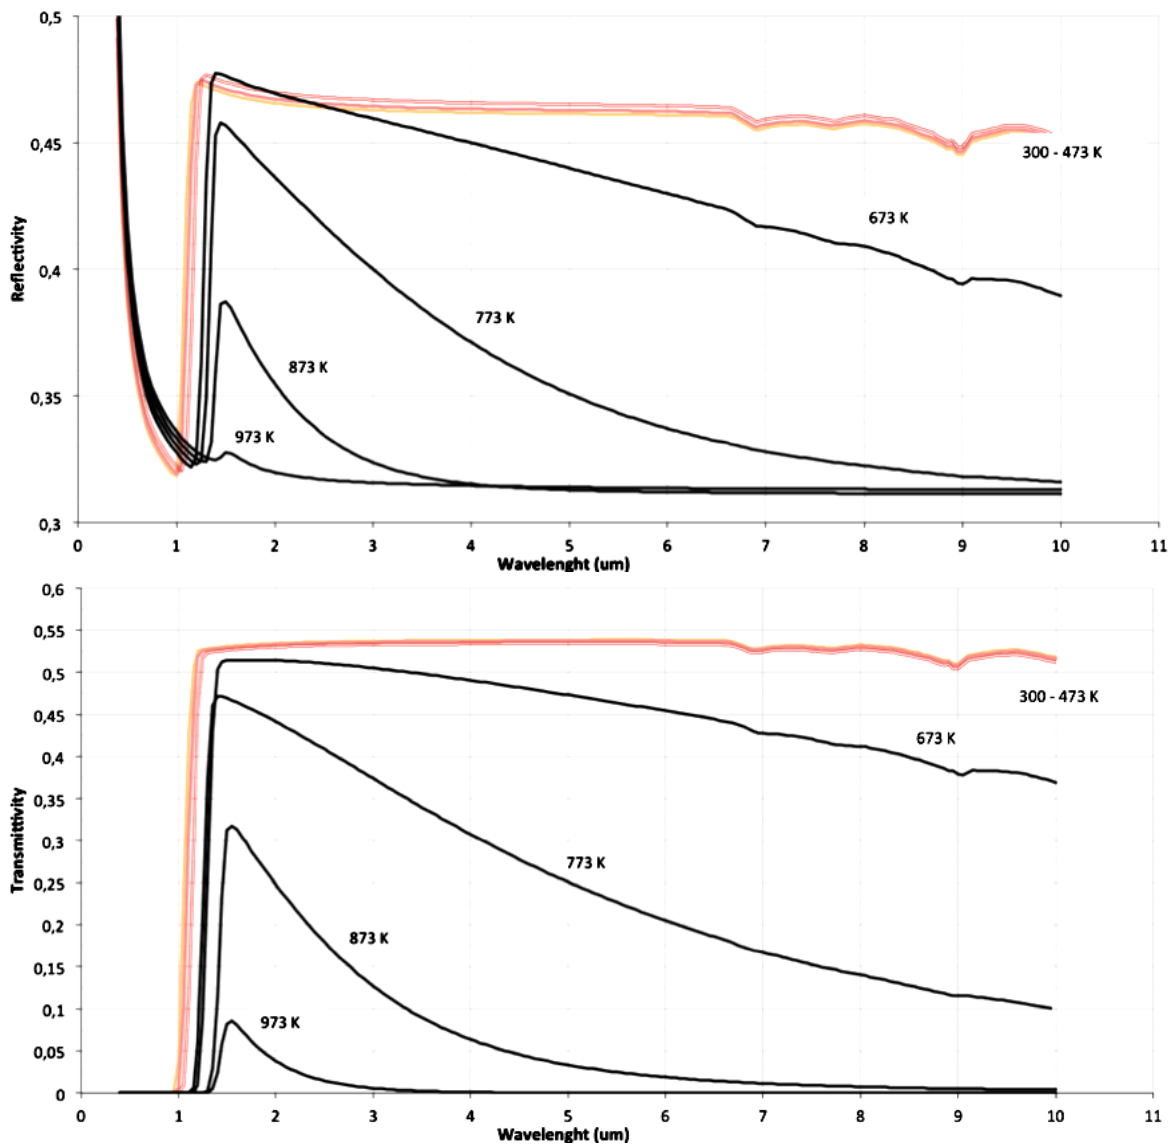 0,5
0,45
300 - 473 K
673 K
0,4
Reflectivity
773 K
873 K
0,35
973 K
0,3
0 1 2 3 4 5 6 7 8 9 10 11
Wavelenght (um)
0,6
0,55
0,5
300 - 473 K
0,45
673 K
0,4
0,35
Transmittivity
0,3
773 K
0,25
0,2
873 K
0,15
0,1
973 K
0,05
0
0 1 2 3 4 5 6 7 8 9 10 11
Wavelenght (um)